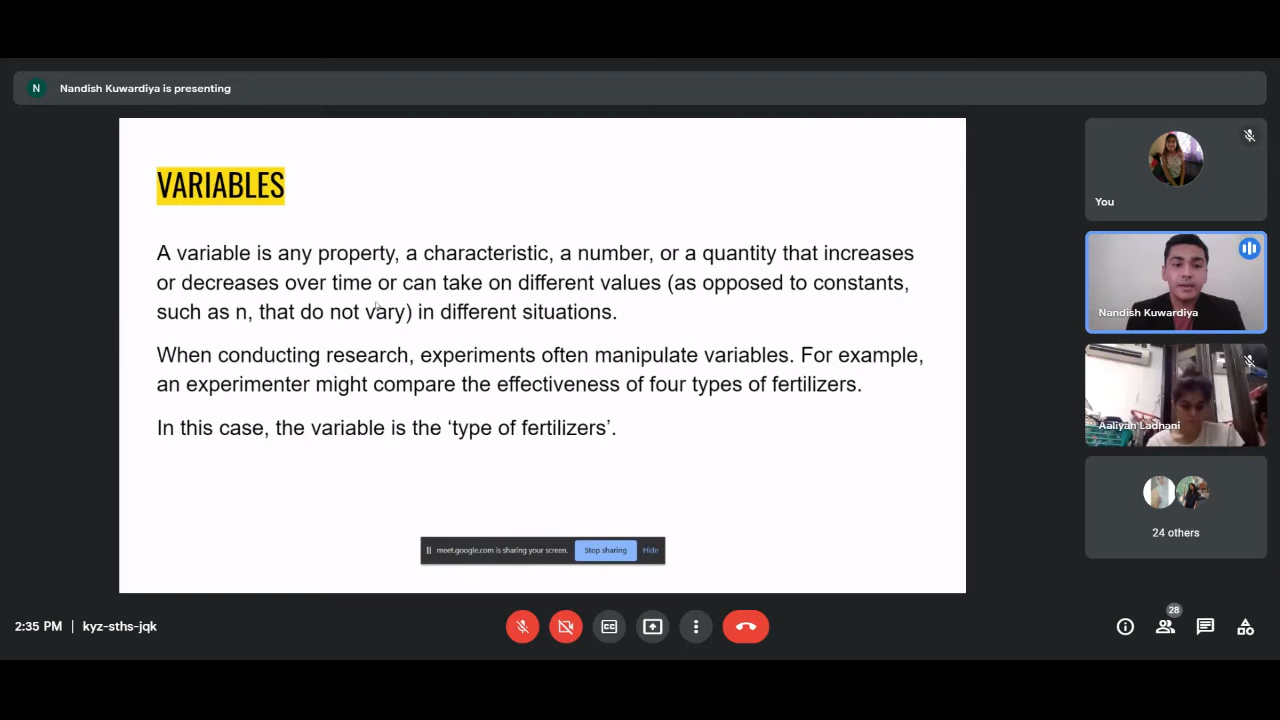 N Nandish Kuwardiya is presenting
VARIABLES
A variable is any property, a characteristic, a number, or a quantity that increases
or decreases over time or can take on different values (as opposed to constants,
such as n, that do not vary) in different situations.
When conducting research, experiments often manipulate variables. For example,
an experimenter might compare the effectiveness of four types of fertilizers.
In this case, the variable is the ‘type of fertilizers’.
meet.google.com is sharing your screen. Stop sharing Hide
You
Nandish Kuwardiya
Aaliyah Ladhani
24 others
2:35 PM | kyz-sths-jqk
28